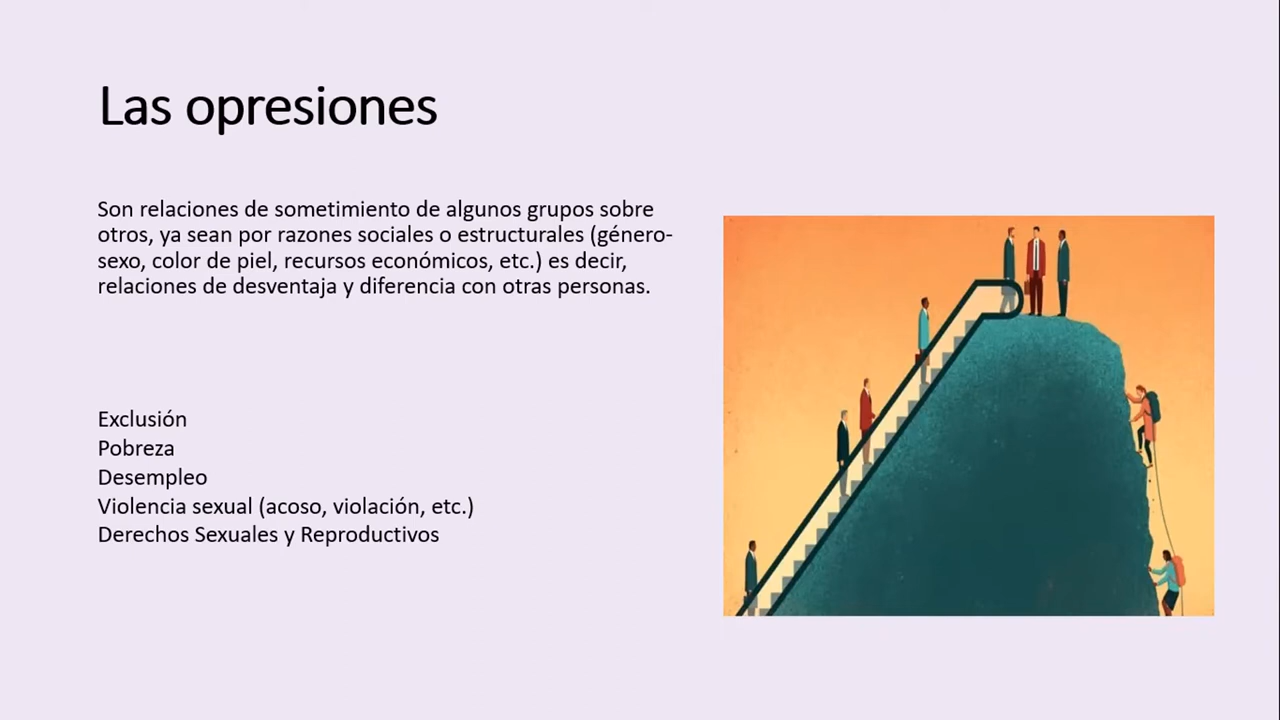 Las opresiones
Son relaciones de sometimiento de algunos grupos sobre
otros, ya sean por razones sociales o estructurales (género-
sexo, color de piel, recursos económicos, etc.) es decir,
relaciones de desventaja y diferencia con otras personas.
Exclusión
Pobreza
Desempleo
Violencia sexual (acoso, violación, etc.)
Derechos Sexuales y Reproductivos